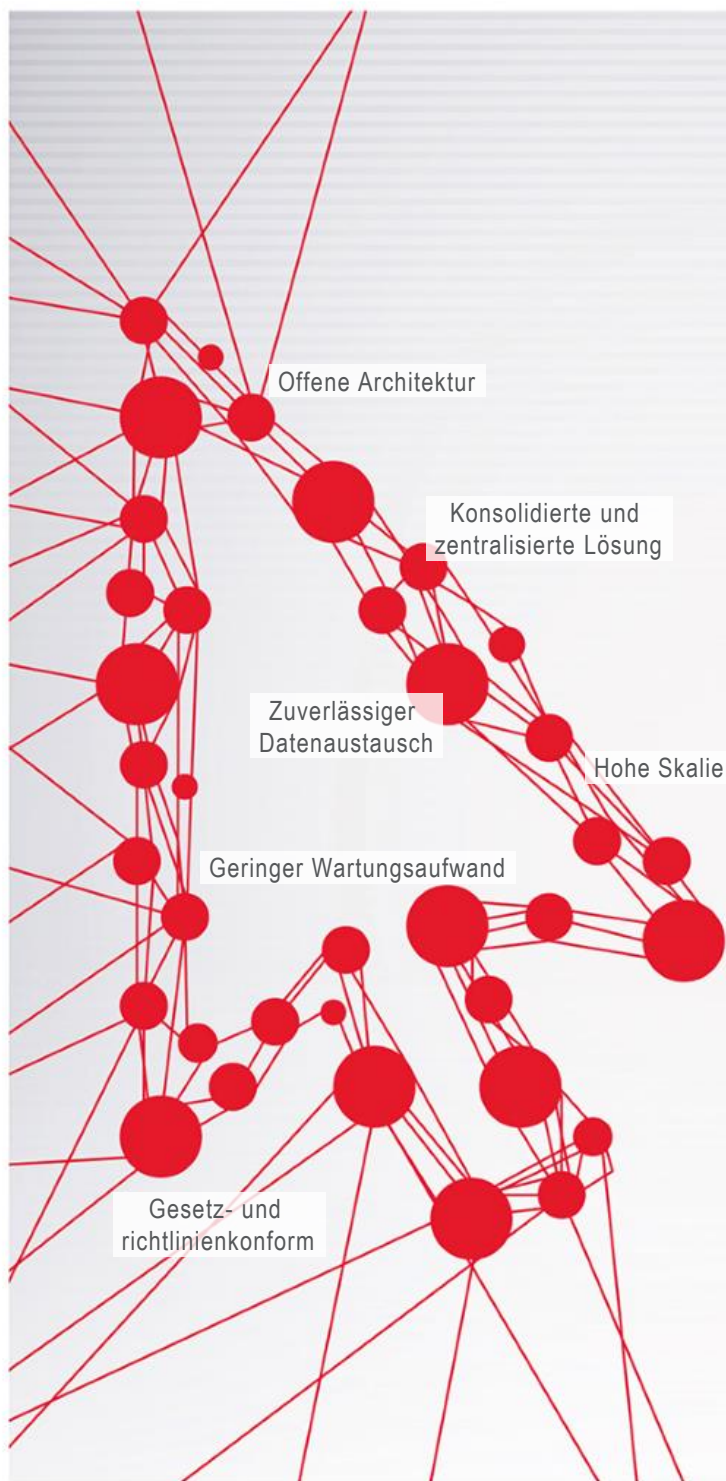 Offene Architektur
Konsolidierte und
zentralisierte Lösung
Zuverlässiger
Datenaustausch
Hohe Skalie
Geringer Wartungsaufwand
Gesetz- und
richtlinienkonform